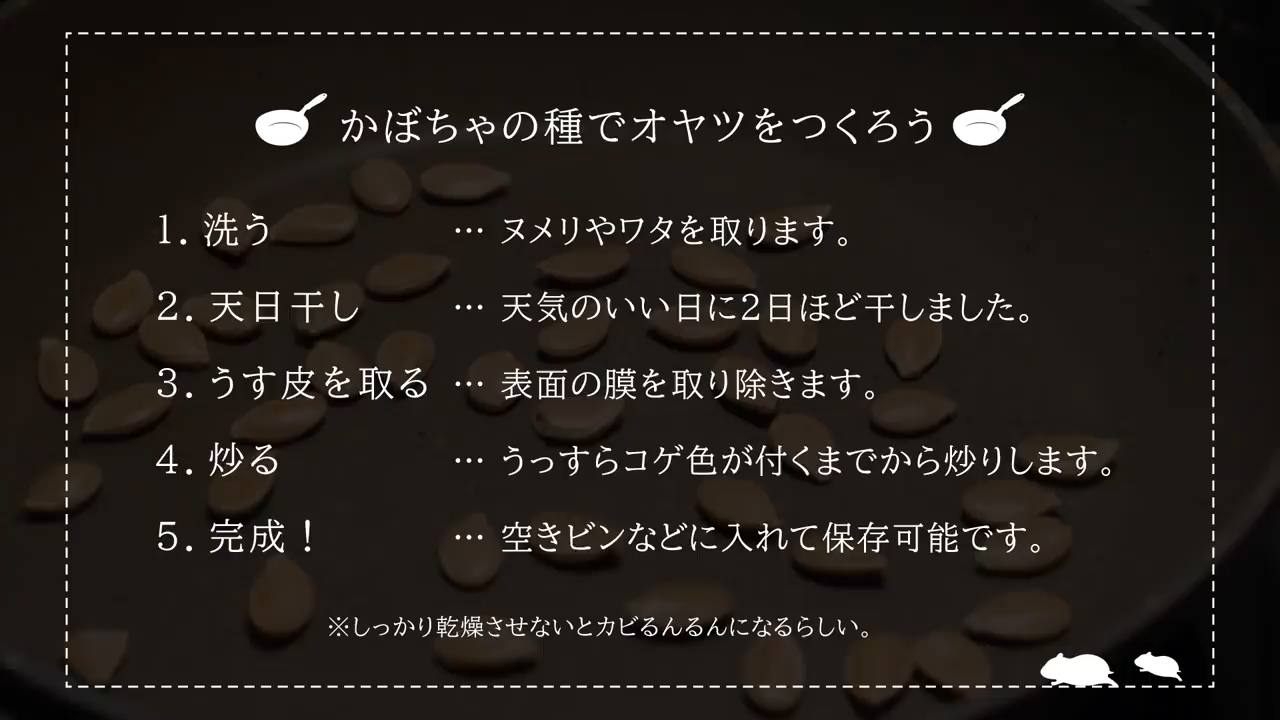 かぼちゃの種でオヤツをつくろう
1. 洗う … ヌメリやワタを取ります。
2. 天日干し … 天気のいい日に2日ほど干しました。
3. うす皮を取る … 表面の膜を取り除きます。
4. 炒る … うっすらコゲ色が付くまでから炒りします。
5. 完成！ … 空きビンなどに入れて保存可能です。
※しっかり乾燥させないとカビるんるんになるらしい。